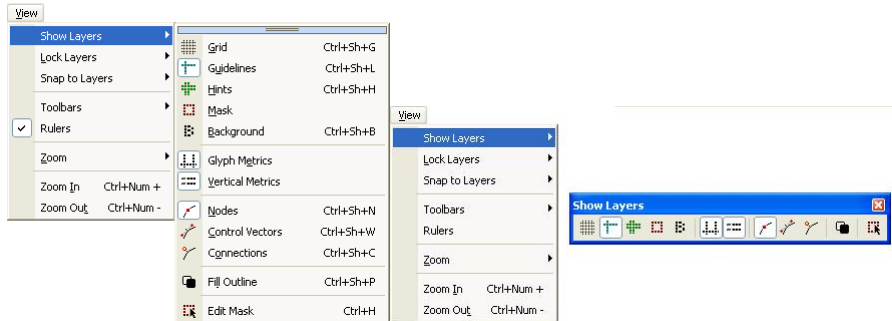 View
Show Layers
Lock Layers
Snap to Layers
Toolbars
Rulers
Zoom
Zoom In Ctrl+Num +
Zoom Out Ctrl+Num -
Grid Ctrl+Sh+G
Guidelines Ctrl+Sh+L
Hints Ctrl+Sh+H
Mask
Background Ctrl+Sh+B
Glyph Metrics
Vertical Metrics
Nodes Ctrl+Sh+N
Control Vectors Ctrl+Sh+W
Connections Ctrl+Sh+C
Fill Outline Ctrl+Sh+P
Edit Mask Ctrl+H
View
Show Layers
Lock Layers
Snap to Layers
Toolbars
Rulers
Zoom
Zoom In Ctrl+Num +
Zoom Out Ctrl+Num -
Show Layers